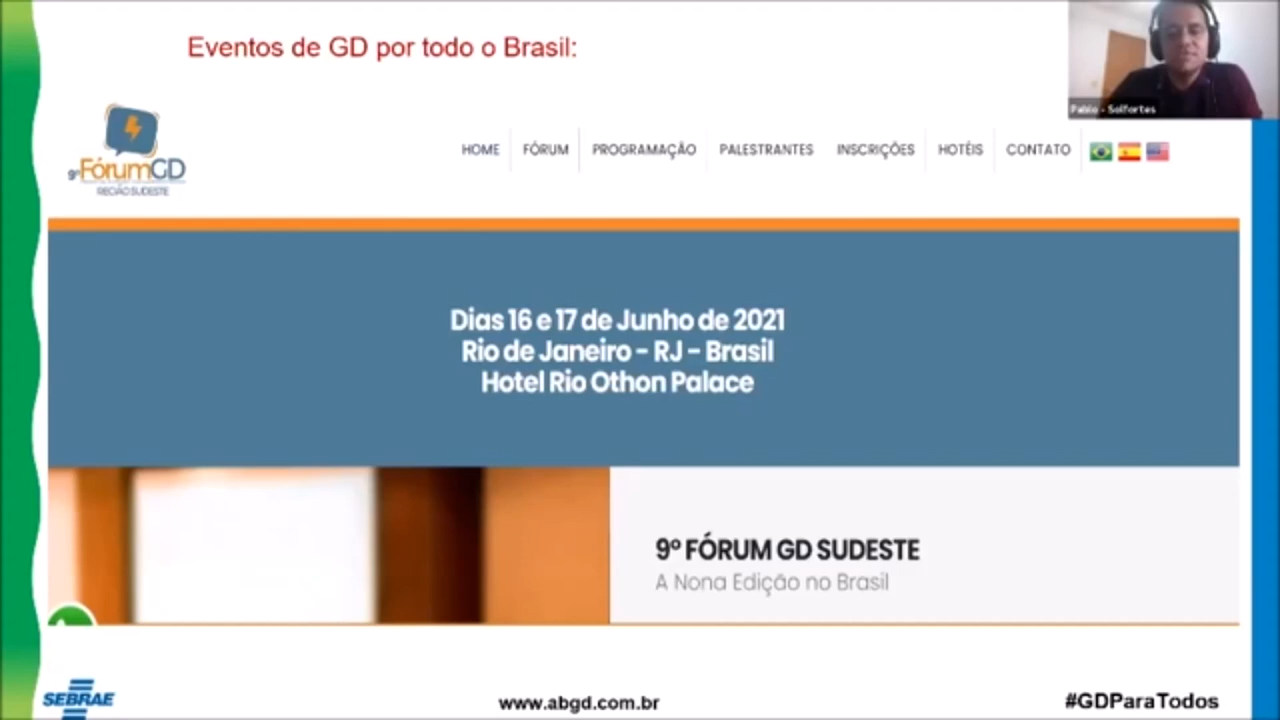 Eventos de GD por todo o Brasil:
Pablo - Solfortes
9º FórumGD
REGIÃO SUDESTE
HOME
FÓRUM
PROGRAMAÇÃO
PALESTRANTES
INSCRIÇÕES
HOTÉIS
CONTATO
Dias 16 e 17 de Junho de 2021
Rio de Janeiro - RJ - Brasil
Hotel Rio Othon Palace
9º FÓRUM GD SUDESTE
A Nona Edição no Brasil
SEBRAE
www.abgd.com.br
#GDParaTodos